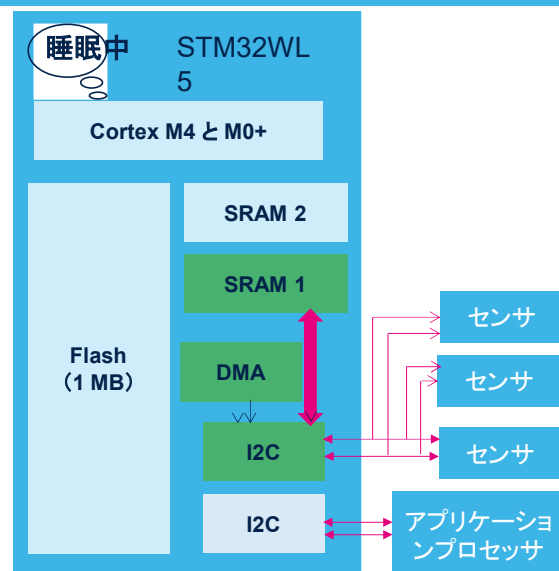 睡眠中
STM32WL
5
Cortex M4 と M0+
SRAM 2
SRAM 1
Flash
（1 MB）
DMA
I2C
I2C
センサ
センサ
センサ
アプリケーショ
ンプロセッサ